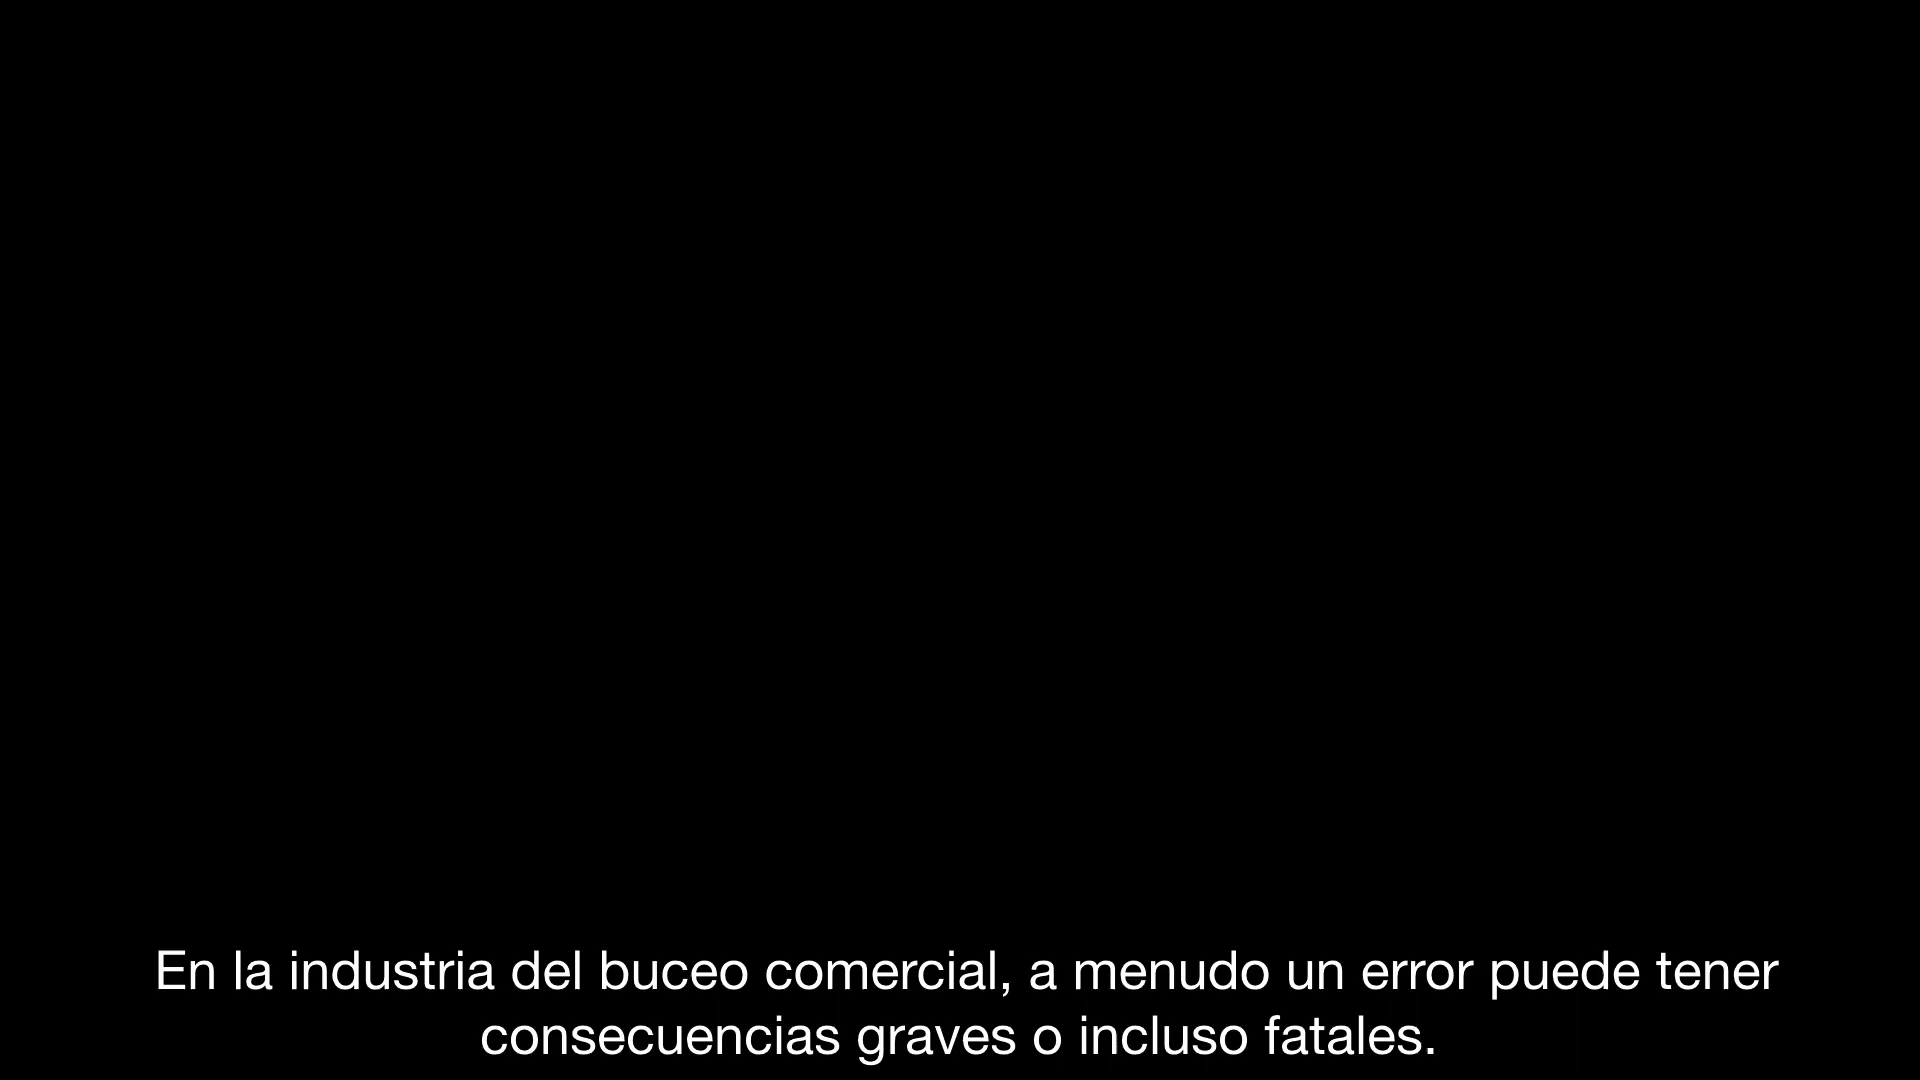 En la industria del buceo comercial, a menudo un error puede tener
consecuencias graves o incluso fatales.